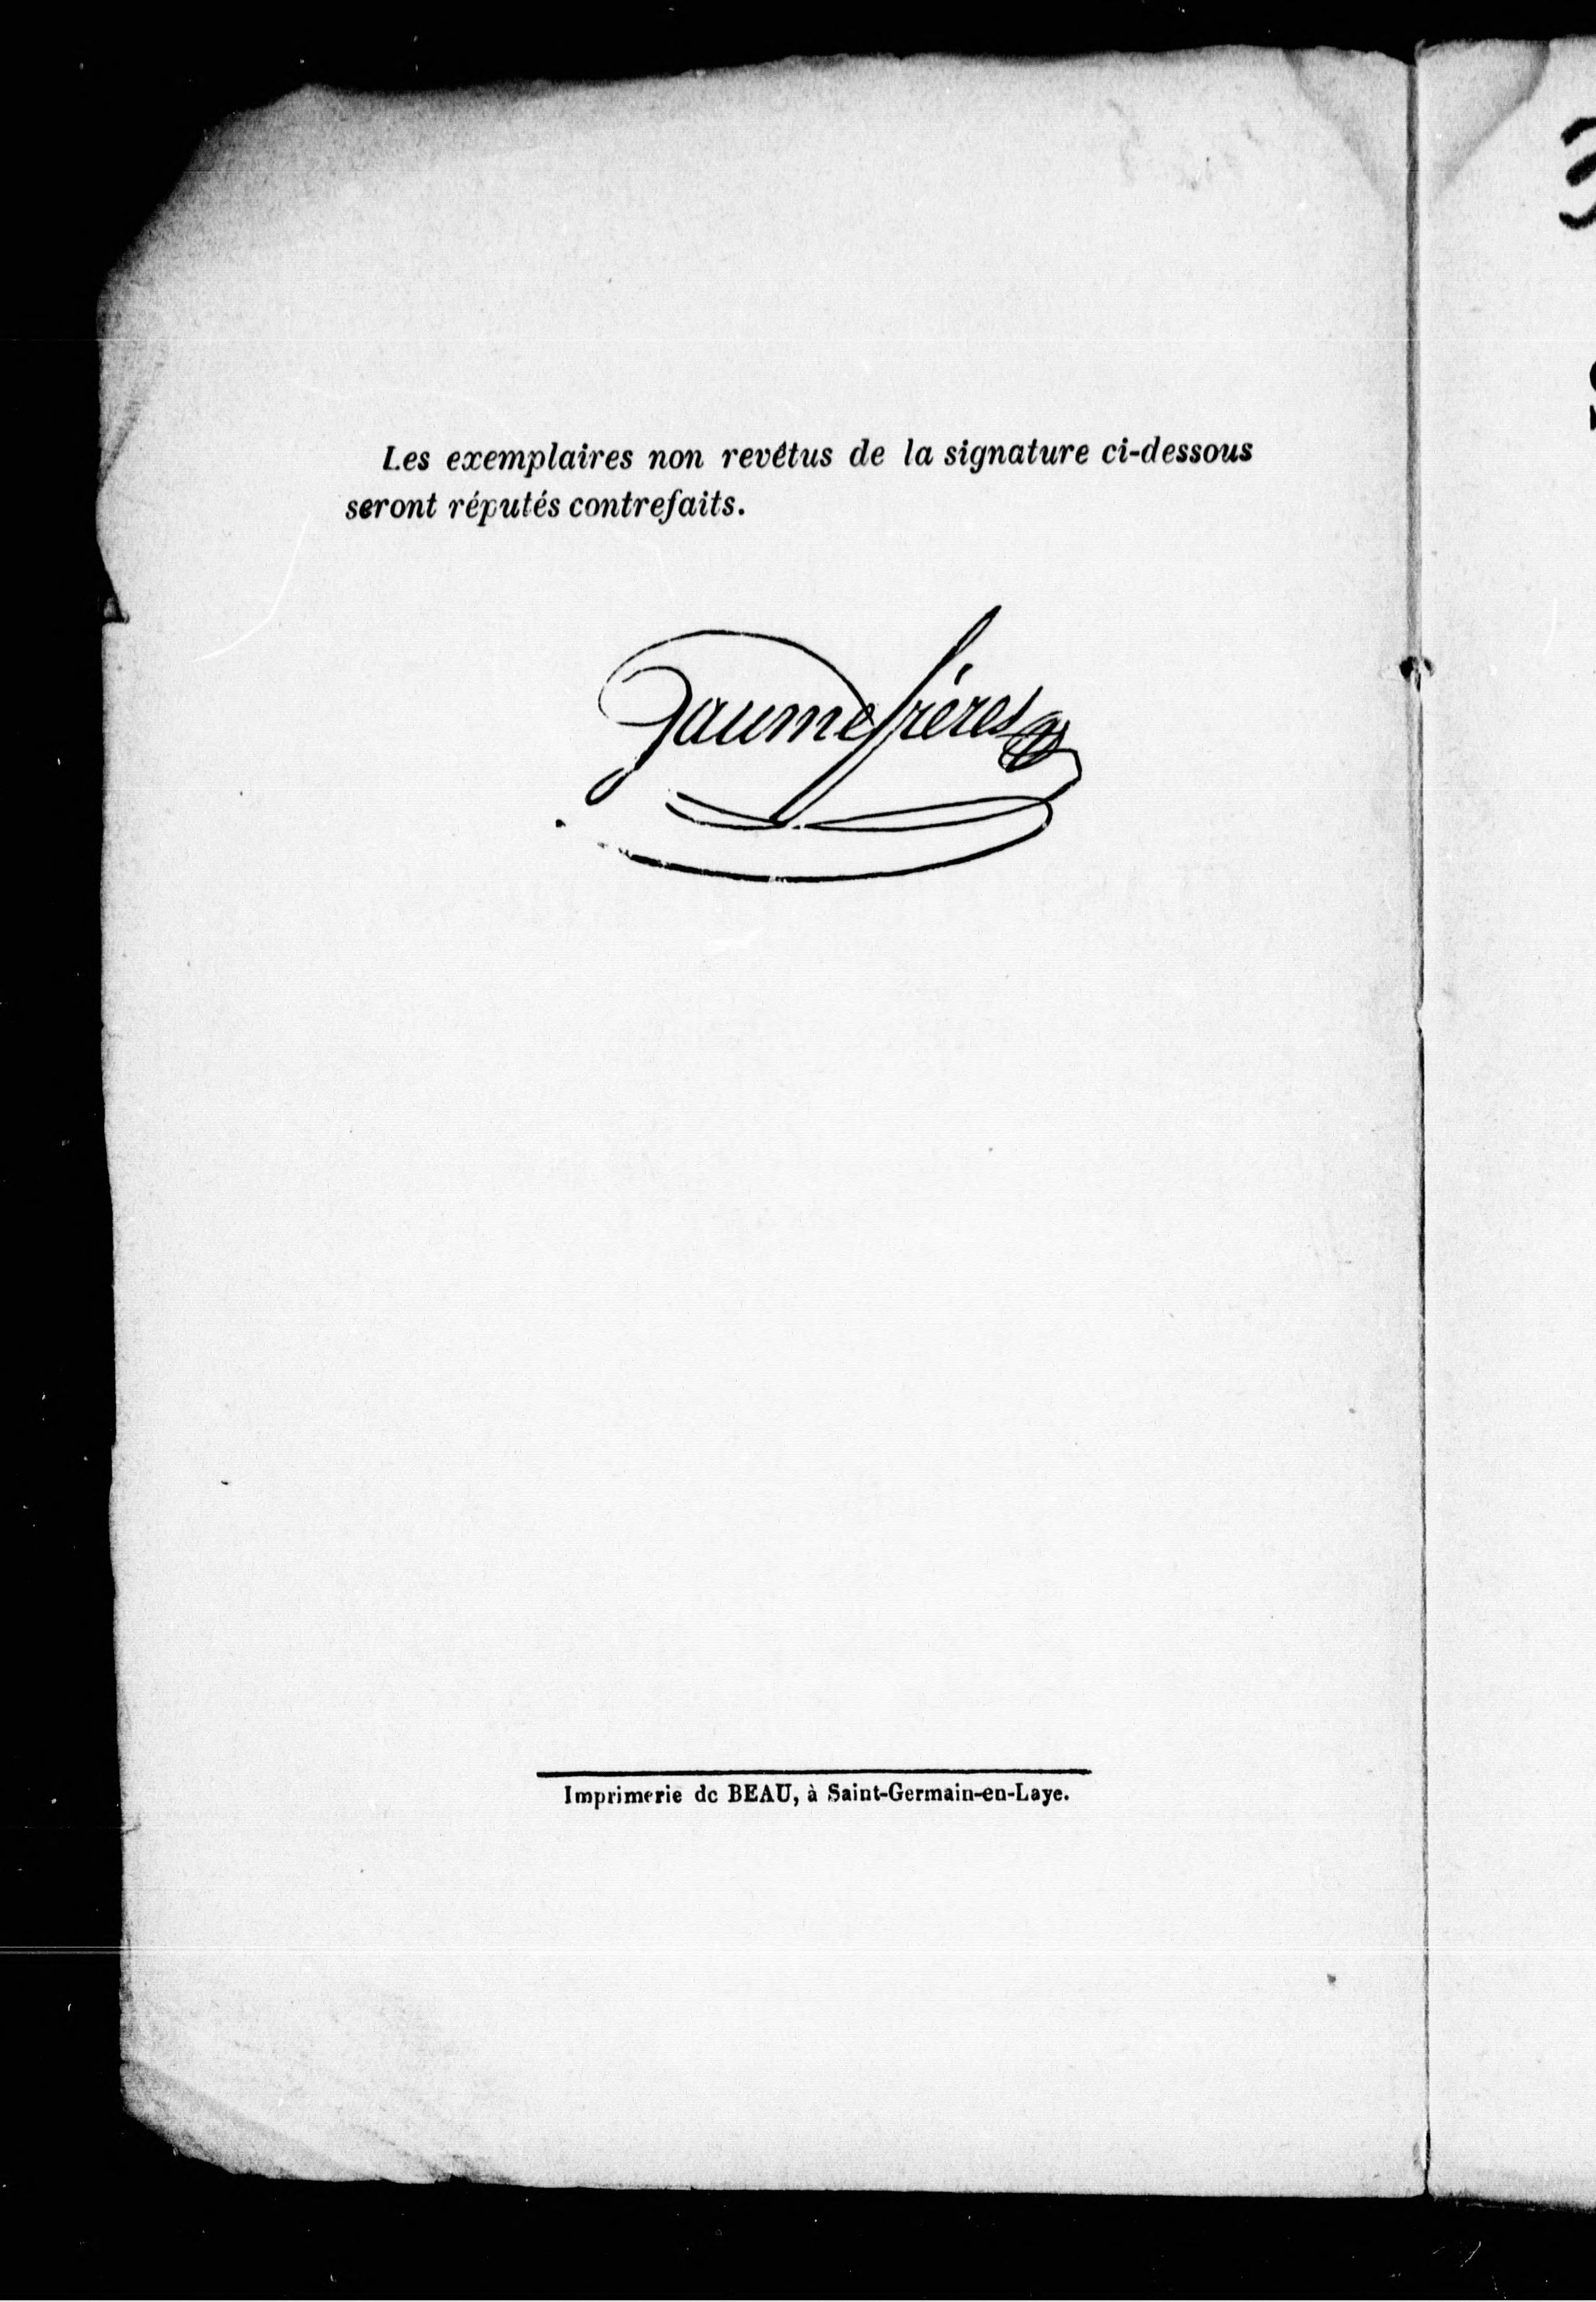 Les exemplaires non revêtus de la signature ci-dessous
seront réputés contrefaits.
Jaume frères
Imprimerie de BEAU, à Saint-Germain-en-Laye.